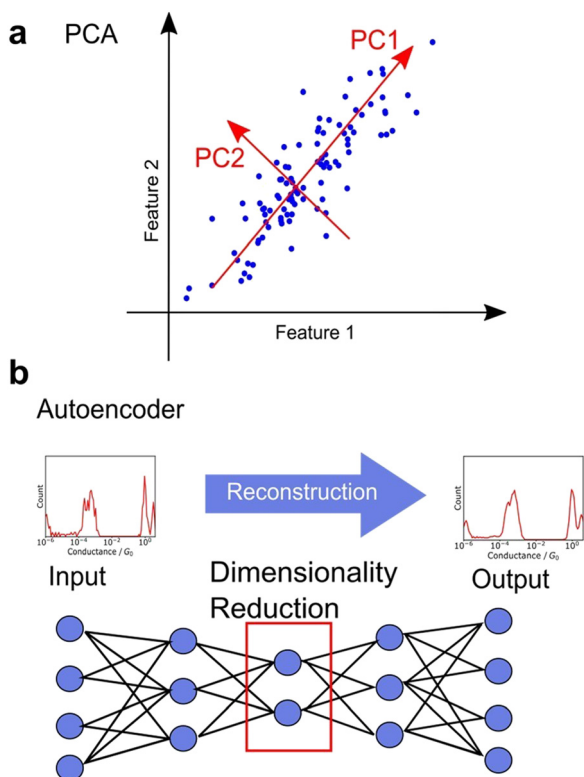 a
PCA
PC1
PC2
Feature 2
Feature 1
b
Autoencoder
Count
10⁻⁶ 10⁻⁴ 10⁻² 10⁰
Conductance / G₀
Reconstruction
Count
10⁻⁶ 10⁻⁴ 10⁻² 10⁰
Conductance / G₀
Input
Dimensionality
Reduction
Output